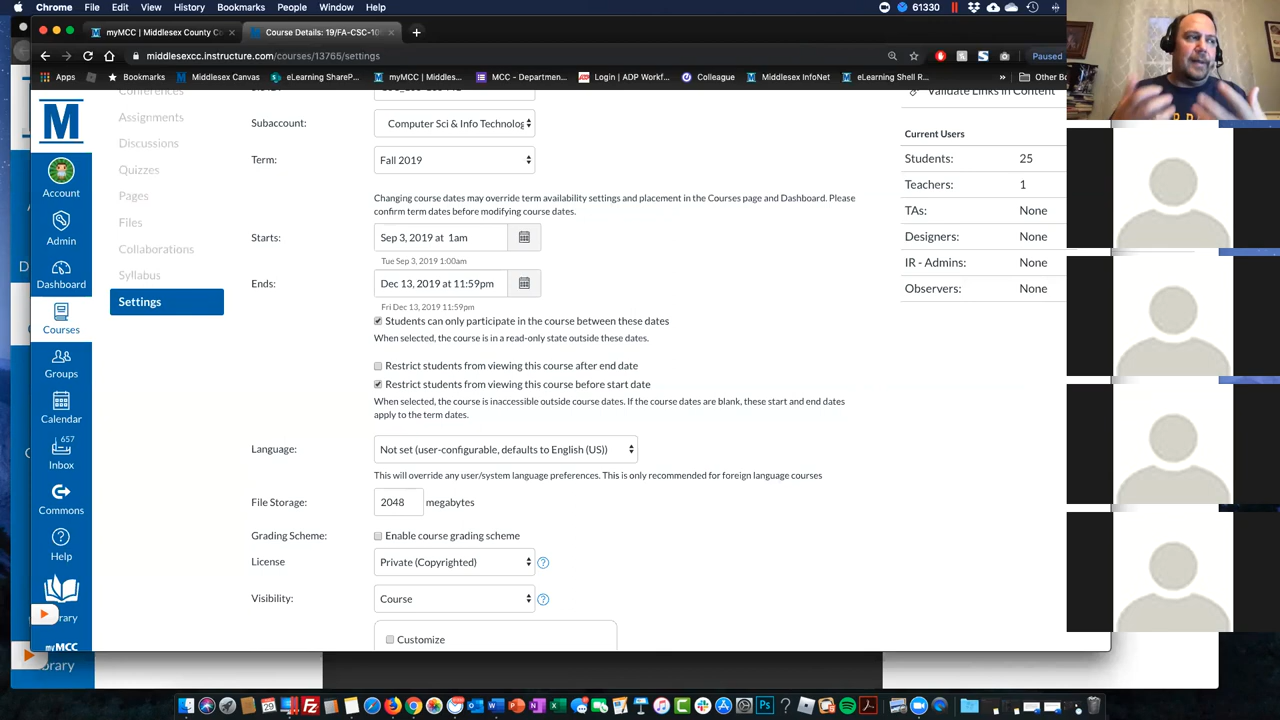 Chrome File Edit View History Bookmarks People Window Help 61330
myMCC | Middlesex County Co
Course Details: 19/FA-CSC-10
middlesexcc.instructure.com/courses/13765/settings
Paused
Apps Bookmarks Middlesex Canvas eLearning ShareP... myMCC | Middles... MCC - Departmen... Login | ADP Workf... Colleague Middlesex InfoNet eLearning Shell R... » Other Bo
Conferences
Assignments
Discussions
Quizzes
Pages
Files
Collaborations
Syllabus
Settings
M
Account
Admin
Dashboard
Courses
Groups
Calendar
657
Inbox
Commons
Help
myMCC
Subaccount:
Computer Sci & Info Technolog
Term:
Fall 2019
Changing course dates may override term availability settings and placement in the Courses page and Dashboard. Please
confirm term dates before modifying course dates.
Starts:
Sep 3, 2019 at 1am
Tue Sep 3, 2019 1:00am
Ends:
Dec 13, 2019 at 11:59pm
Fri Dec 13, 2019 11:59pm
Students can only participate in the course between these dates
When selected, the course is in a read-only state outside these dates.
Restrict students from viewing this course after end date
Restrict students from viewing this course before start date
When selected, the course is inaccessible outside course dates. If the course dates are blank, these start and end dates
apply to the term dates.
Language:
Not set (user-configurable, defaults to English (US))
This will override any user/system language preferences. This is only recommended for foreign language courses
File Storage:
2048 megabytes
Grading Scheme:
Enable course grading scheme
License
Private (Copyrighted)
Visibility:
Course
Customize
Validate Links in Content
Current Users
Students: 25
Teachers: 1
TAs: None
Designers: None
IR - Admins: None
Observers: None